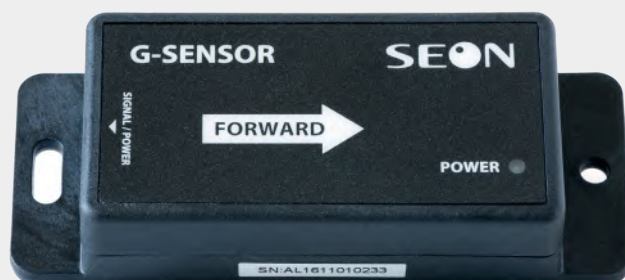 G-SENSOR
SEON
SIGNAL / POWER
FORWARD
POWER
SN:AL1611010233